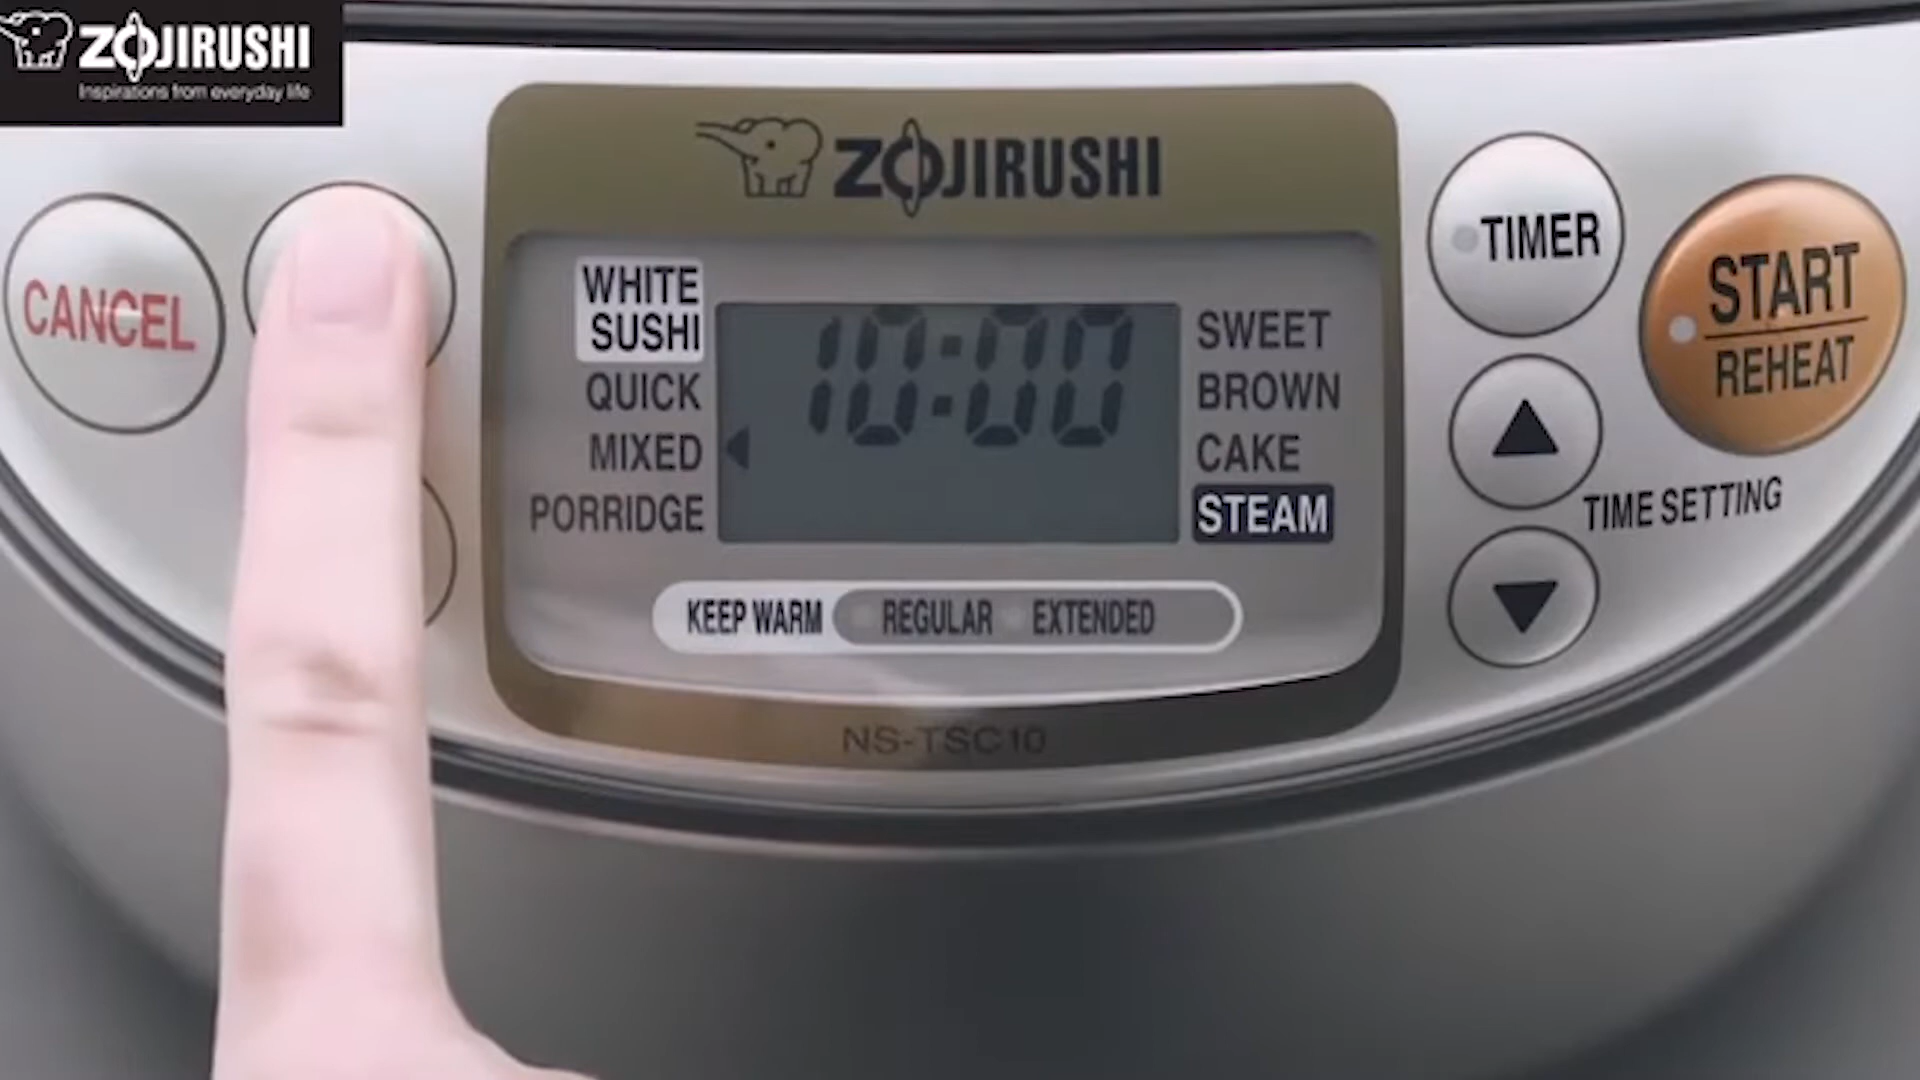 ZOJIRUSHI
Inspirations from everyday life
ZOJIRUSHI
CANCEL
WHITE
SUSHI
QUICK
MIXED
PORRIDGE
10:00
SWEET
BROWN
CAKE
STEAM
KEEP WARM REGULAR EXTENDED
NS-TSC10
TIMER
START
REHEAT
▲
TIME SETTING
▼